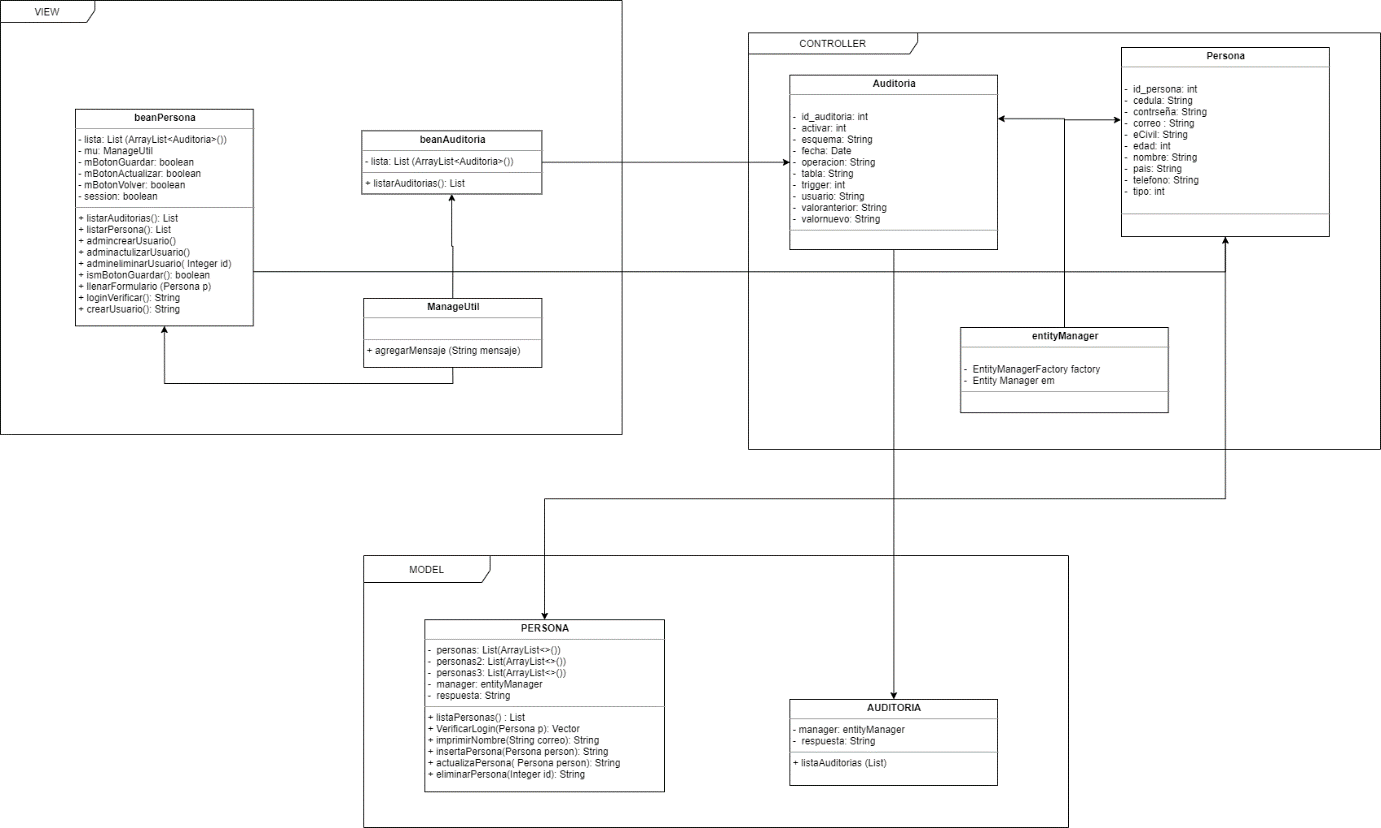 VIEW
beanPersona
- lista: List (ArrayList<Auditoria>())
- mu: ManageUtil
- mBotonGuardar: boolean
- mBotonActualizar: boolean
- mBotonVolver: boolean
- session: boolean
+ listarAuditorias(): List
+ listarPersona(): List
+ admincrearUsuario()
+ adminactulizarUsuario()
+ admineliminarUsuario( Integer id)
+ ismBotonGuardar(): boolean
+ llenarFormulario (Persona p)
+ loginVerificar(): String
+ crearUsuario(): String
beanAuditoria
- lista: List (ArrayList<Auditoria>())
+ listarAuditorias(): List
ManageUtil
+ agregarMensaje (String mensaje)
CONTROLLER
Auditoria
- id_auditoria: int
- activar: int
- esquema: String
- fecha: Date
- operacion: String
- tabla: String
- trigger: int
- usuario: String
- valoranterior: String
- valornuevo: String
Persona
- id_persona: int
- cedula: String
- contrseña: String
- correo : String
- eCivil: String
- edad: int
- nombre: String
- pais: String
- telefono: String
- tipo: int
entityManager
- EntityManagerFactory factory
- Entity Manager em
MODEL
PERSONA
- personas: List(ArrayList<>())
- personas2: List(ArrayList<>())
- personas3: List(ArrayList<>())
- manager: entityManager
- respuesta: String
+ listaPersonas() : List
+ VerificarLogin(Persona p): Vector
+ imprimirNombre(String correo): String
+ insertaPersona(Persona person): String
+ actualizaPersona( Persona person): String
+ eliminarPersona(Integer id): String
AUDITORIA
- manager: entityManager
- respuesta: String
+ listaAuditorias (List)